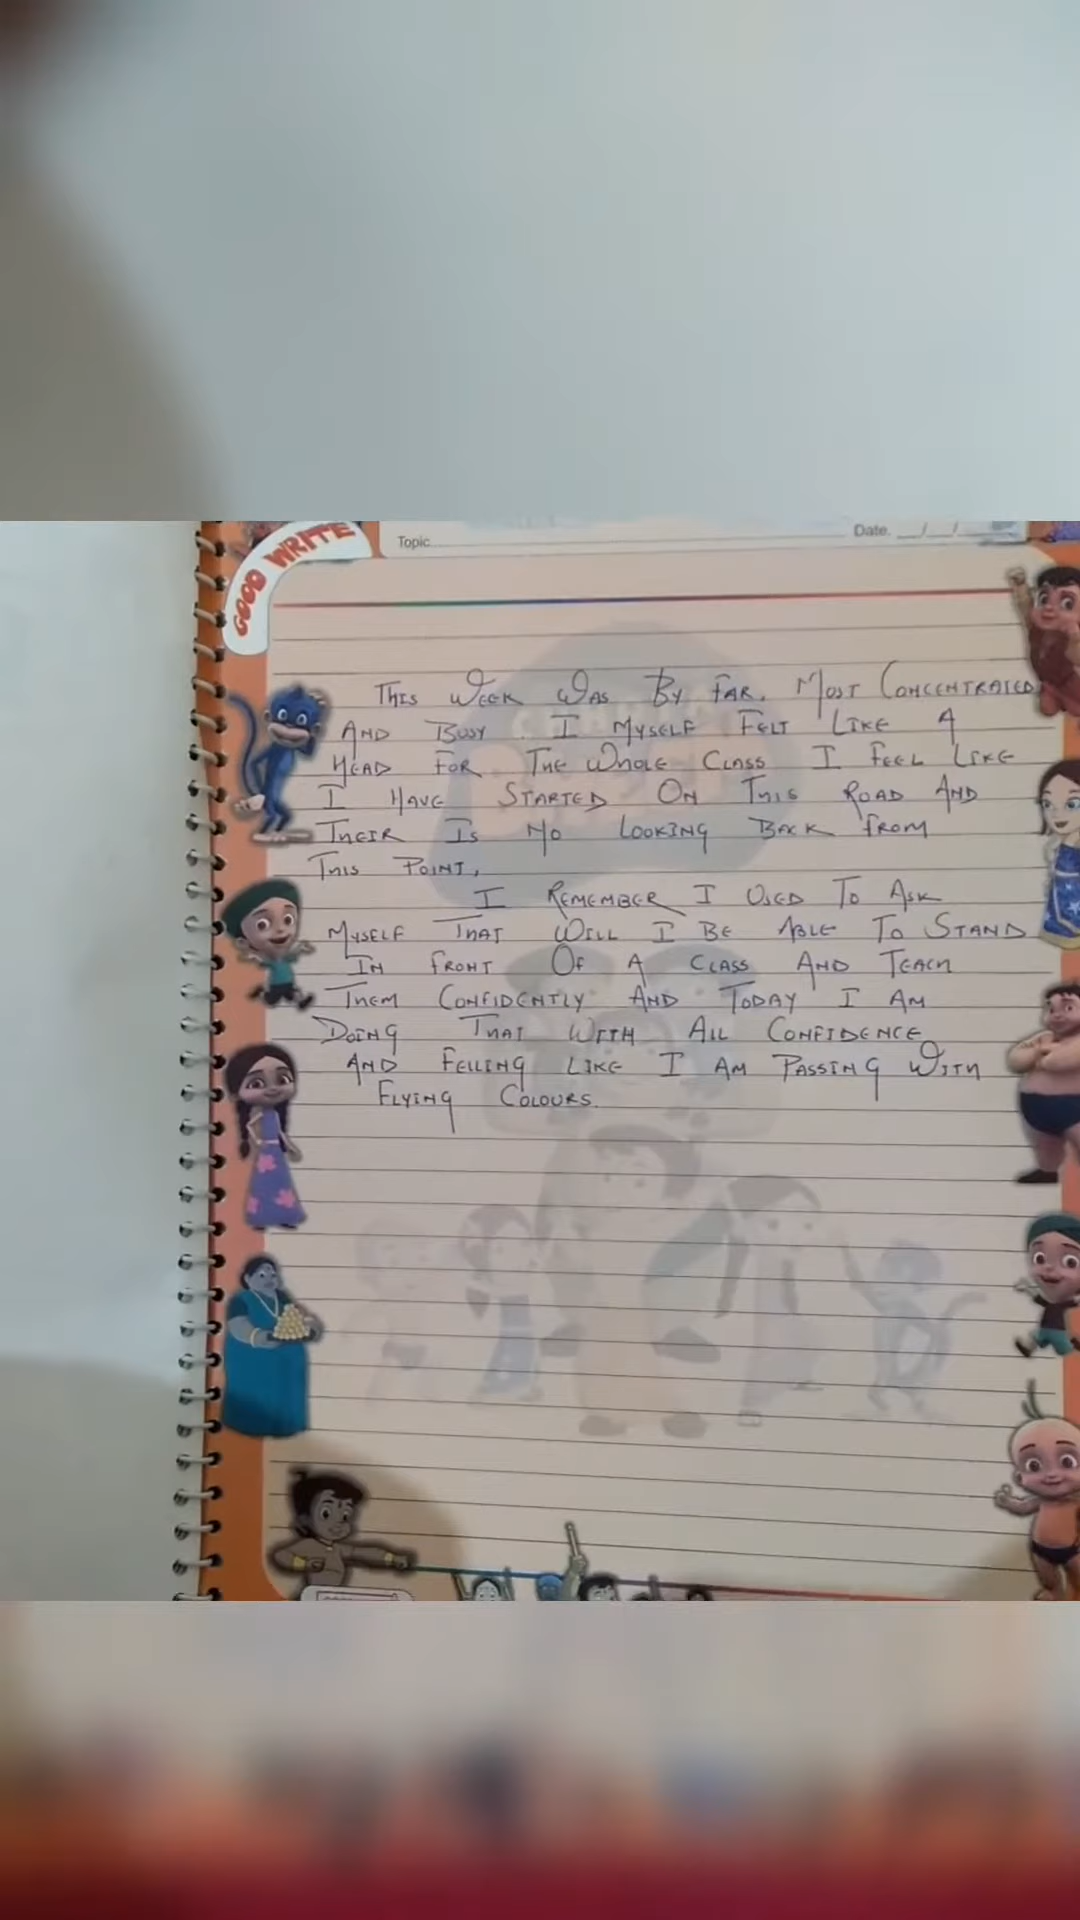 GOOD WRITE
Topic
Date. __/__/__
THIS WEEK WAS BY FAR. MOST CONCENTRATED
AND BUSY. I MYSELF FELT LIKE A
HEAD FOR THE WHOLE CLASS I FEEL LIKE
I HAVE STARTED ON THIS ROAD AND
THEIR IS NO LOOKING BACK FROM
THIS POINT,
I REMEMBER I USED TO ASK
MYSELF THAT WILL I BE ABLE TO STAND
IN FRONT OF A CLASS AND TEACH
THEM CONFIDENTLY AND TODAY I AM
DOING THAT WITH ALL CONFIDENCE
AND FELLING LIKE I AM PASSING WITH
FLYING COLOURS.